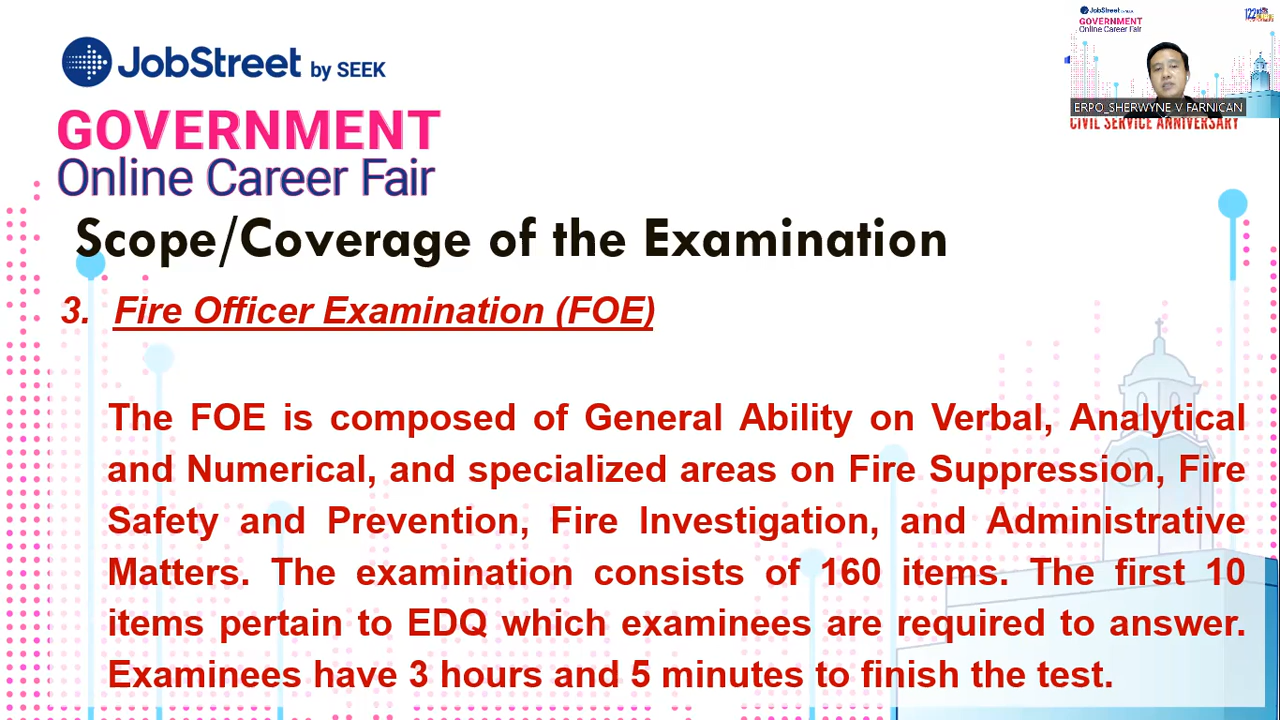 JobStreet by SEEK
GOVERNMENT
Online Career Fair
Scope/Coverage of the Examination
3. Fire Officer Examination (FOE)
The FOE is composed of General Ability on Verbal, Analytical
and Numerical, and specialized areas on Fire Suppression, Fire
Safety and Prevention, Fire Investigation, and Administrative
Matters. The examination consists of 160 items. The first 10
items pertain to EDQ which examinees are required to answer.
Examinees have 3 hours and 5 minutes to finish the test.
JobStreet
GOVERNMENT
Online Career Fair
122
ERPO_SHERWYNE V FARNICAN
CIVIL SERVICE ANNIVERSARY